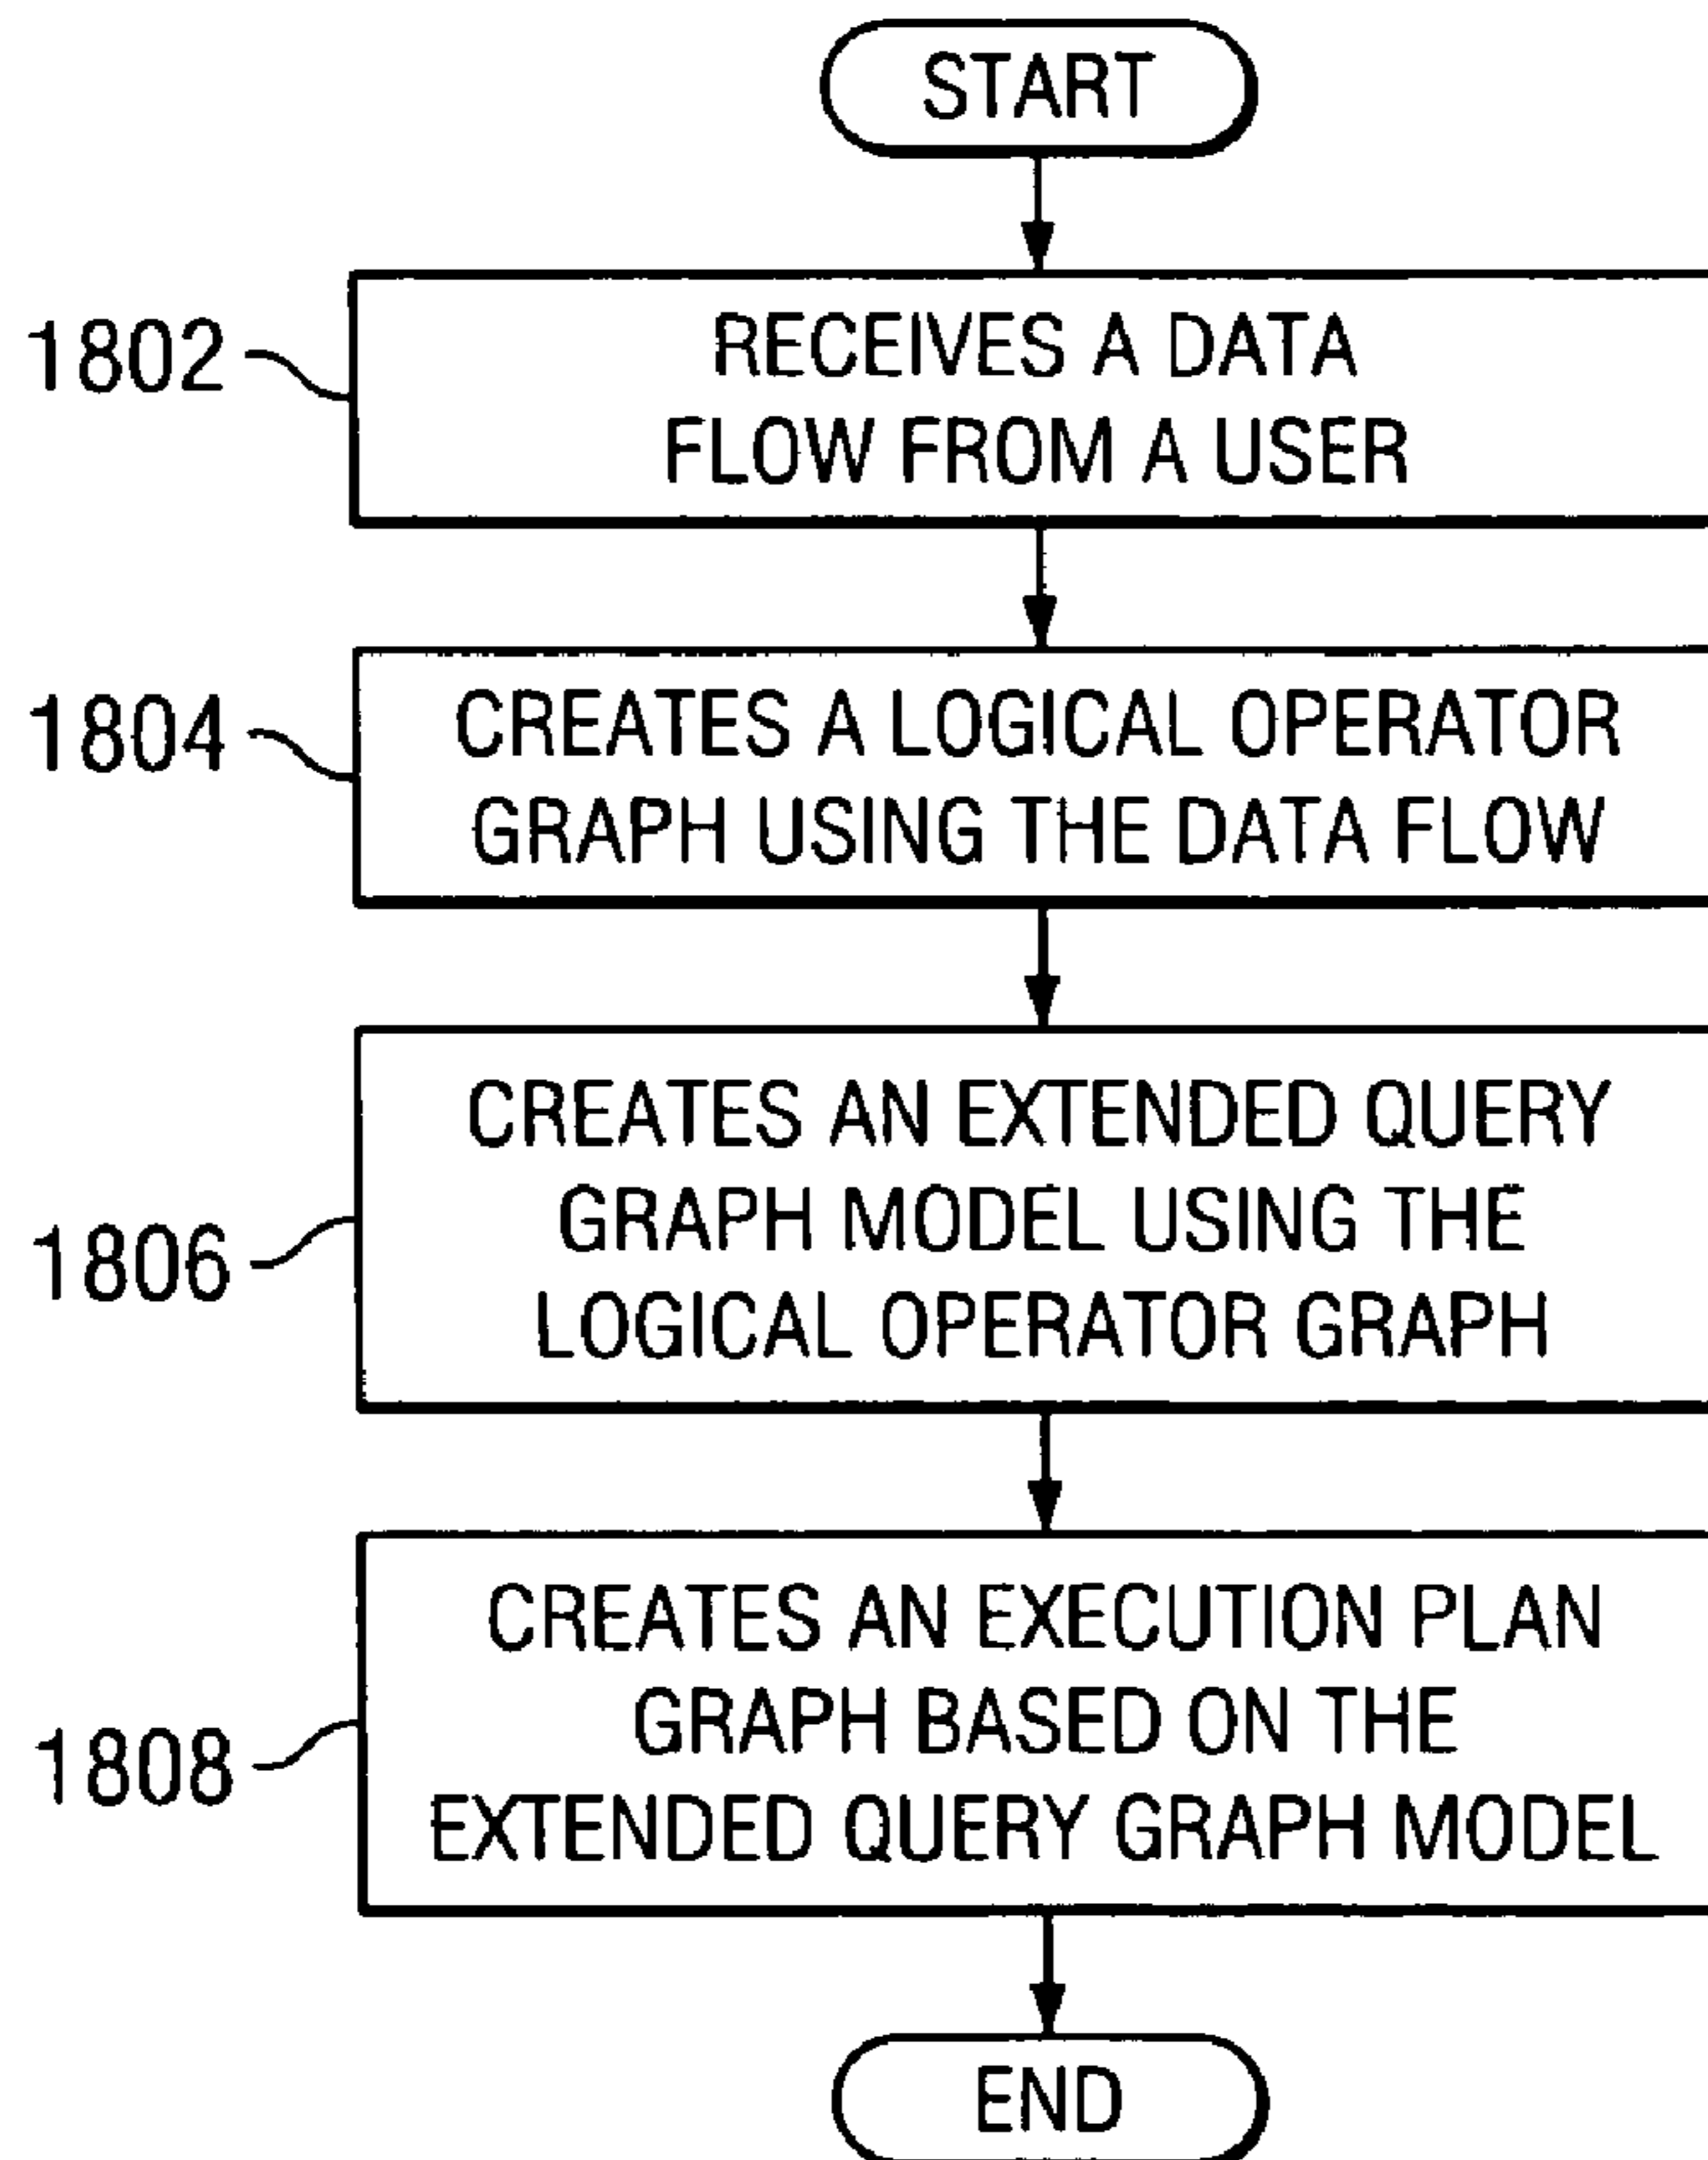 START
1802
RECEIVES A DATA
FLOW FROM A USER
1804
CREATES A LOGICAL OPERATOR
GRAPH USING THE DATA FLOW
1806
CREATES AN EXTENDED QUERY
GRAPH MODEL USING THE
LOGICAL OPERATOR GRAPH
1808
CREATES AN EXECUTION PLAN
GRAPH BASED ON THE
EXTENDED QUERY GRAPH MODEL
END